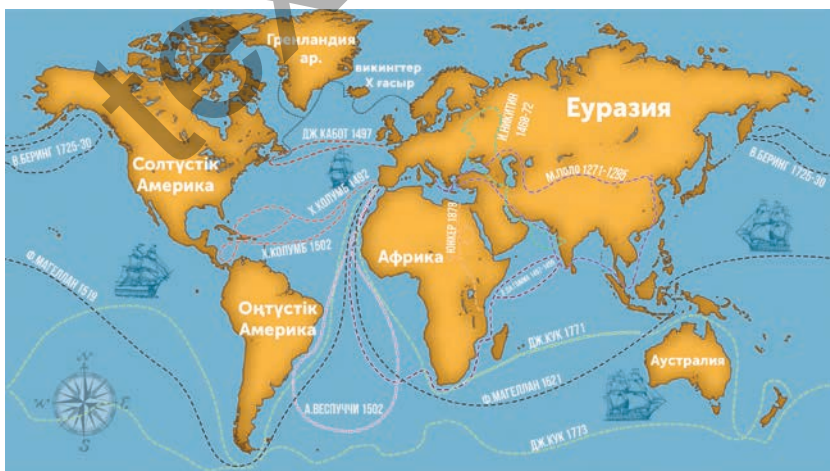 Гренландия
ар.
викингтер
X ғасыр
Еуразия
М.НИКИТИН
1468-72
ДЖ.КАБОТ 1497
В.БЕРИНГ 1725-30
Солтүстік
Америка
В.БЕРИНГ 1725-30
М.ПОЛО 1271-1295
Х.КОЛУМБ 1492
Х.КОЛУМБ 1502
ЮНКЕР 1878
Африка
Ф.МАГЕЛЛАН 1519
Оңтүстік
Америка
ДЖ.КУК 1771
Аустралия
Ф.МАГЕЛЛАН 1521
А.ВЕСПУЧЧИ 1502
ДЖ.КУК 1773
N
W
E
S